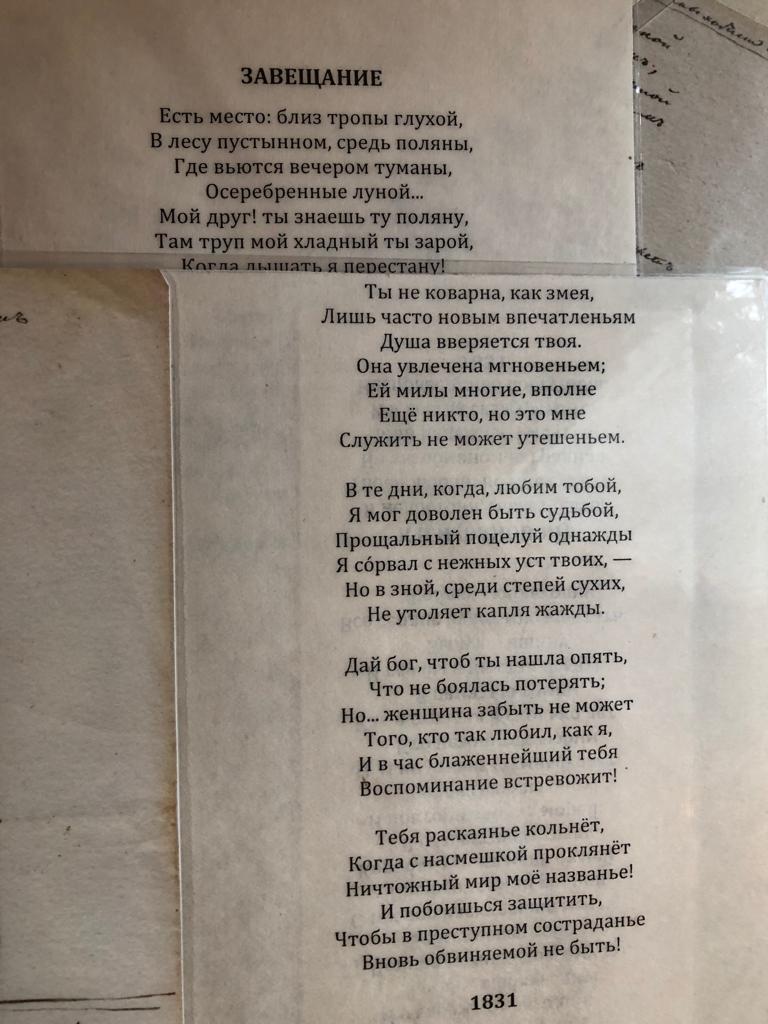 ЗАВЕЩАНИЕ
Есть место: близ тропы глухой,
В лесу пустынном, средь поляны,
Где вьются вечером туманы,
Осеребренные луной...
Мой друг! ты знаешь ту поляну,
Там труп мой хладный ты зарой,
Когда дышать я перестану!
Ты не коварна, как змея,
Лишь часто новым впечатленьям
Душа вверяется твоя.
Она увлечена мгновеньем;
Ей милы многие, вполне
Ещё никто, но это мне
Служить не может утешеньем.
В те дни, когда, любим тобой,
Я мог доволен быть судьбой,
Прощальный поцелуй однажды
Я со́рвал с нежных уст твоих, —
Но в зной, среди степей сухих,
Не утоляет капля жажды.
Дай бог, чтоб ты нашла опять,
Что не боялась потерять;
Но... женщина забыть не может
Того, кто так любил, как я,
И в час блаженнейший тебя
Воспоминание встревожит!
Тебя раскаянье кольнёт,
Когда с насмешкой проклянёт
Ничтожный мир моё названье!
И побоишься защитить,
Чтобы в преступном состраданье
Вновь обвиняемой не быть!
1831